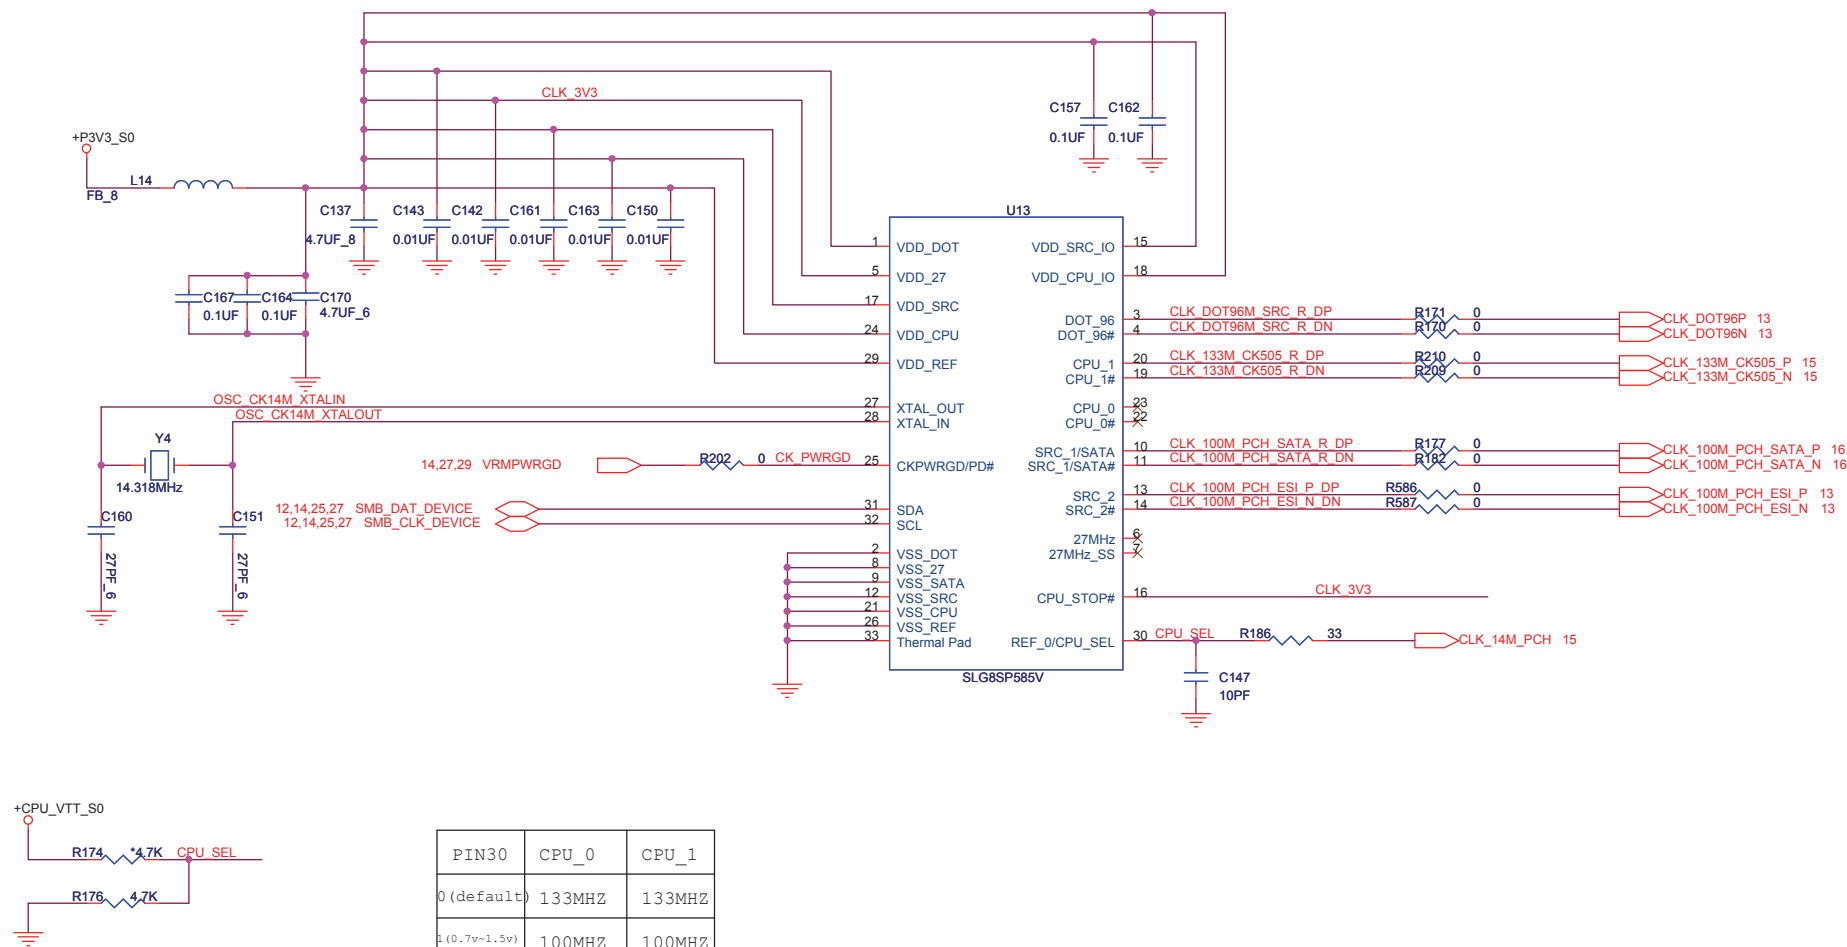 CLK_3V3
C157 C162
0.1UF 0.1UF
+P3V3_S0
L14
FB_8
C137 C143 C142 C161 C163 C150
4.7UF_8 0.01UF 0.01UF 0.01UF 0.01UF 0.01UF
C167 C164 C170
0.1UF 0.1UF 4.7UF_6
U13
1 VDD_DOT VDD_SRC_IO 15
5 VDD_27 VDD_CPU_IO 18
17 VDD_SRC
DOT_96 3 CLK_DOT96M_SRC_R_DP R171 0 CLK_DOT96P 13
24 VDD_CPU DOT_96# 4 CLK_DOT96M_SRC_R_DN R170 0 CLK_DOT96N 13
29 VDD_REF CPU_1 20 CLK_133M_CK505_R_DP R210 0 CLK_133M_CK505_P 15
CPU_1# 19 CLK_133M_CK505_R_DN R209 0 CLK_133M_CK505_N 15
OSC_CK14M_XTALIN 27 XTAL_OUT CPU_0 23
OSC_CK14M_XTALOUT 28 XTAL_IN CPU_0# 22
Y4
14.318MHz
SRC_1/SATA 10 CLK_100M_PCH_SATA_R_DP R177 0 CLK_100M_PCH_SATA_P 16
14,27,29 VRMPWRGD R202 0 CK_PWRGD 25 CKPWRGD/PD# SRC_1/SATA# 11 CLK_100M_PCH_SATA_R_DN R182 0 CLK_100M_PCH_SATA_N 16
SRC_2 13 CLK_100M_PCH_ESI_P_DP R586 0 CLK_100M_PCH_ESI_P 13
12,14,25,27 SMB_DAT_DEVICE 31 SDA SRC_2# 14 CLK_100M_PCH_ESI_N_DN R587 0 CLK_100M_PCH_ESI_N 13
12,14,25,27 SMB_CLK_DEVICE 32 SCL
C160 C151
27PF_6 27PF_6
27MHz 6
2 VSS_DOT 27MHz_SS 7
8 VSS_27
9 VSS_SATA
12 VSS_SRC CPU_STOP# 16 CLK_3V3
21 VSS_CPU
26 VSS_REF
33 Thermal Pad REF_0/CPU_SEL 30 CPU_SEL R186 33 CLK_14M_PCH 15
SLG8SP585V
C147
10PF
+CPU_VTT_S0
R174 *4.7K CPU_SEL
R176 4.7K
PIN30 CPU_0 CPU_1
0(default) 133MHZ 133MHZ
1(0.7v~1.5v) 100MHZ 100MHZ